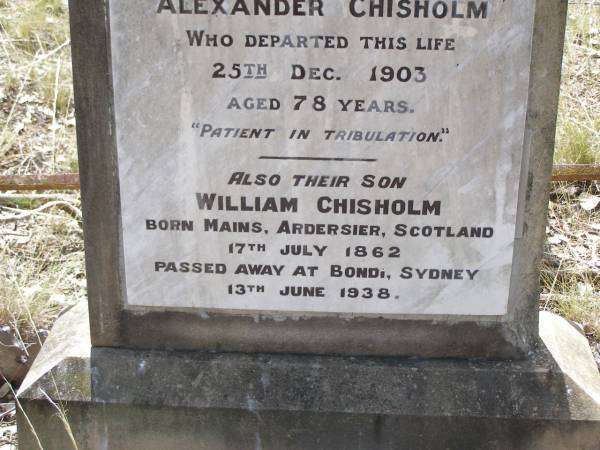 ALEXANDER CHISHOLM
WHO DEPARTED THIS LIFE
25TH DEC. 1903
AGED 78 YEARS.
"PATIENT IN TRIBULATION."
ALSO THEIR SON
WILLIAM CHISHOLM
BORN MAINS, ARDERSIER, SCOTLAND
17TH JULY 1862
PASSED AWAY AT BONDI, SYDNEY
13TH JUNE 1938.